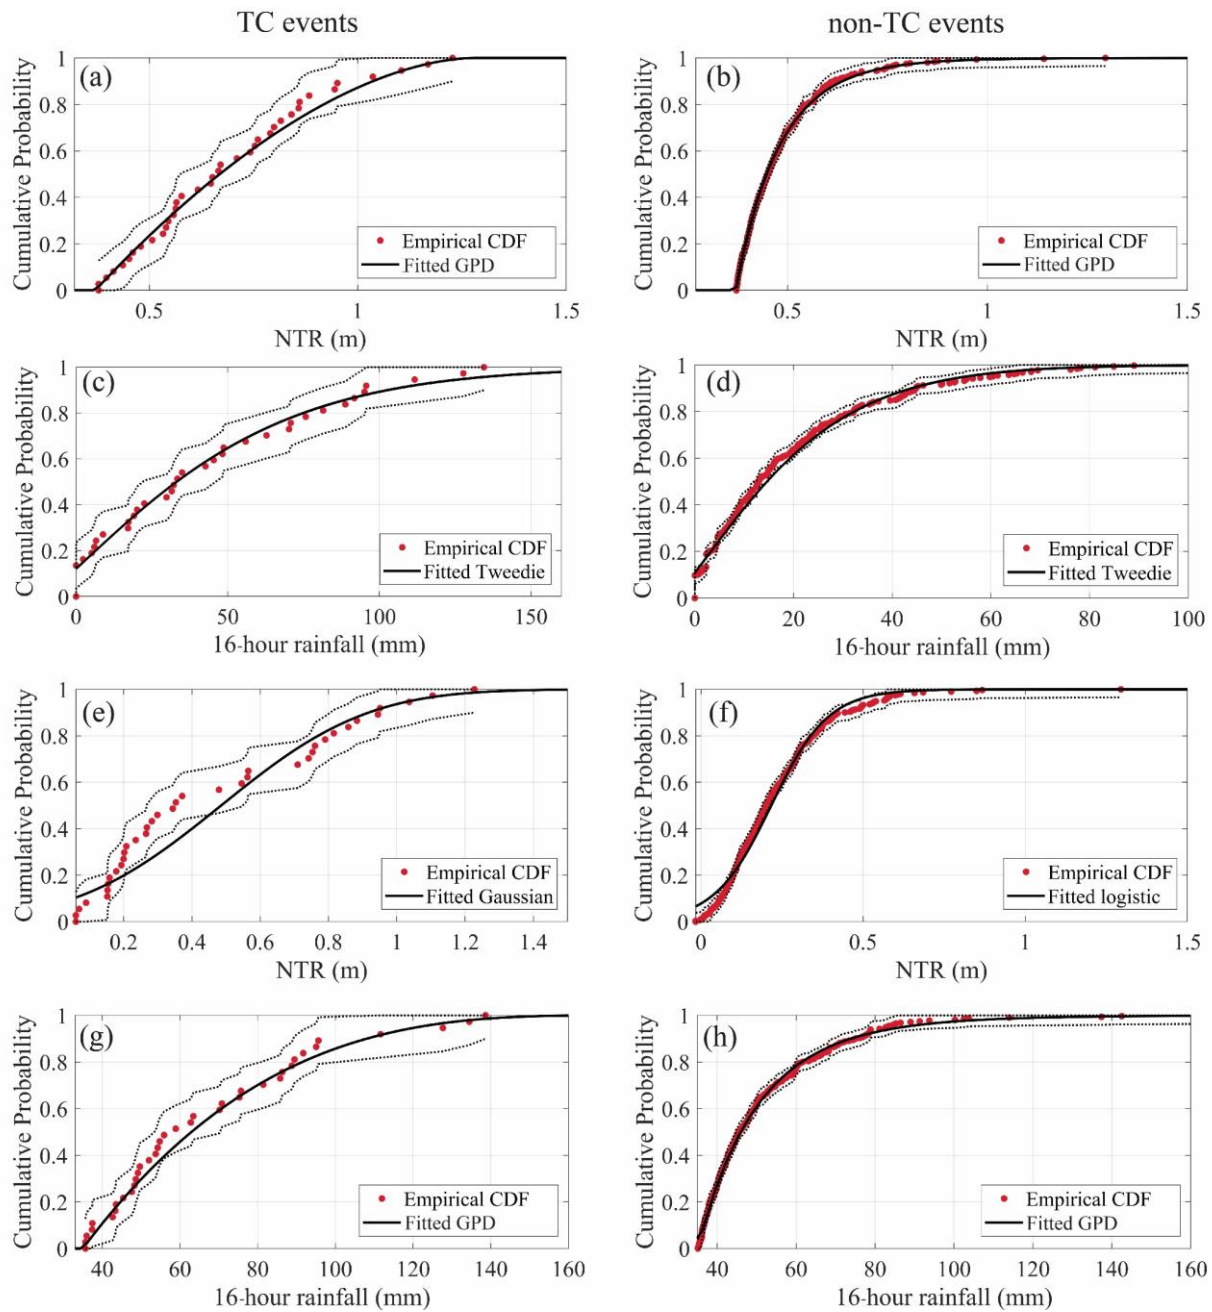 TC events
non-TC events
(a)
Cumulative Probability
1
0.8
0.6
0.4
0.2
0
Empirical CDF
Fitted GPD
0.5
1
1.5
NTR (m)
(b)
Cumulative Probability
1
0.8
0.6
0.4
0.2
0
Empirical CDF
Fitted GPD
0.5
1
1.5
NTR (m)
(c)
Cumulative Probability
1
0.8
0.6
0.4
0.2
0
Empirical CDF
Fitted Tweedie
0
50
100
150
16-hour rainfall (mm)
(d)
Cumulative Probability
1
0.8
0.6
0.4
0.2
0
Empirical CDF
Fitted Tweedie
0
20
40
60
80
100
16-hour rainfall (mm)
(e)
Cumulative Probability
1
0.8
0.6
0.4
0.2
0
Empirical CDF
Fitted Gaussian
0.2
0.4
0.6
0.8
1
1.2
1.4
NTR (m)
(f)
Cumulative Probability
1
0.8
0.6
0.4
0.2
0
Empirical CDF
Fitted logistic
0
0.5
1
1.5
NTR (m)
(g)
Cumulative Probability
1
0.8
0.6
0.4
0.2
0
Empirical CDF
Fitted GPD
40
60
80
100
120
140
160
16-hour rainfall (mm)
(h)
Cumulative Probability
1
0.8
0.6
0.4
0.2
0
Empirical CDF
Fitted GPD
40
60
80
100
120
140
160
16-hour rainfall (mm)